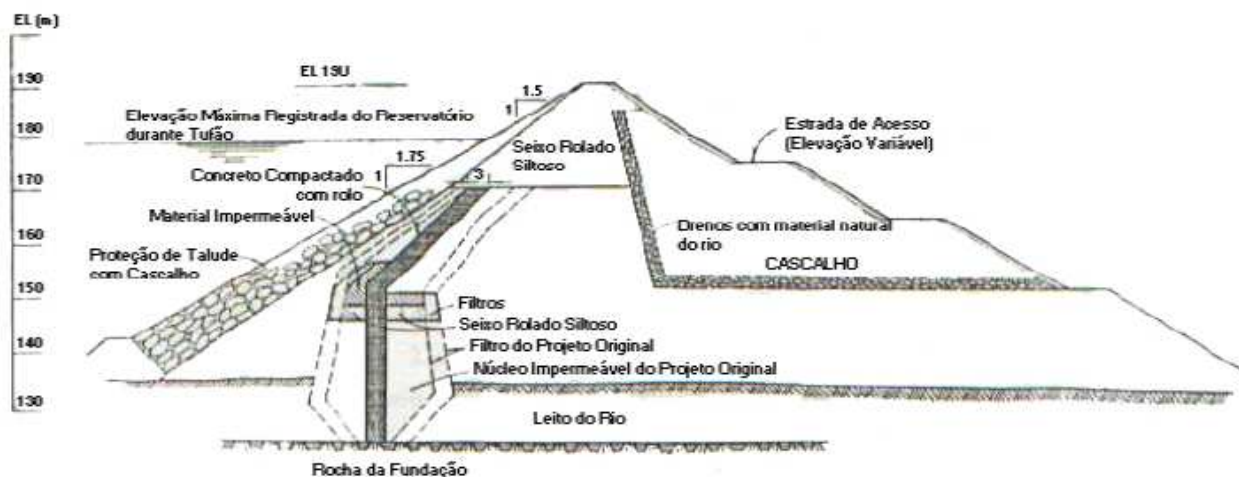 EL (m)
190
180
170
160
150
140
130
EL 19U
1.5
1
Elevação Máxima Registrada do Reservatório
durante Tufão
1.75
1
Concreto Compactado
com rolo
Material Impermeável
Proteção de Talude
com Cascalho
Seixo Rolado
Siltoso
3
Estrada de Acesso
(Elevação Variável)
Drenos com material natural
do rio
CASCALHO
Filtros
Seixo Rolado Siltoso
Filtro do Projeto Original
Núcleo Impermeável do Projeto Original
Leito do Rio
Rocha da Fundação